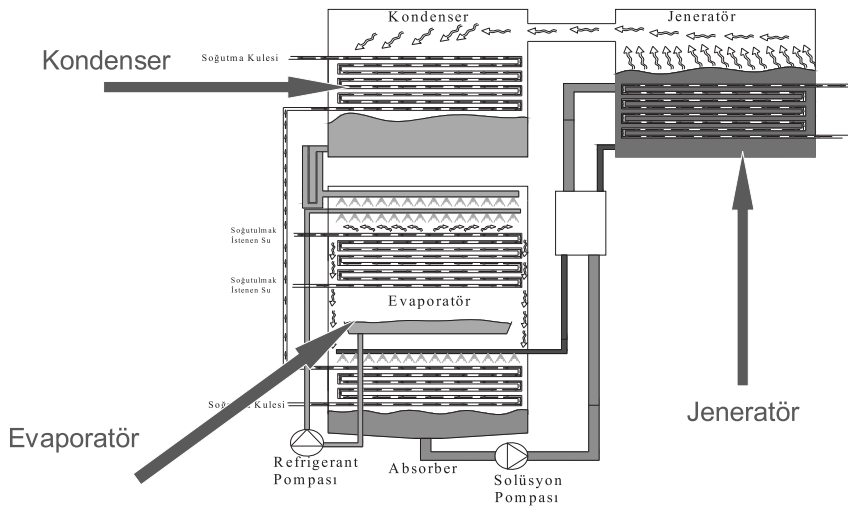 Kondenser
Jeneratör
Kondenser
Soğutma Kulesi
Soğutulmak
İstenen Su
Soğutulmak
İstenen Su
Evaporatör
Kulesi
Jeneratör
Evaporatör
Refrigerant
Pompası
Absorber
Solüsyon
Pompası